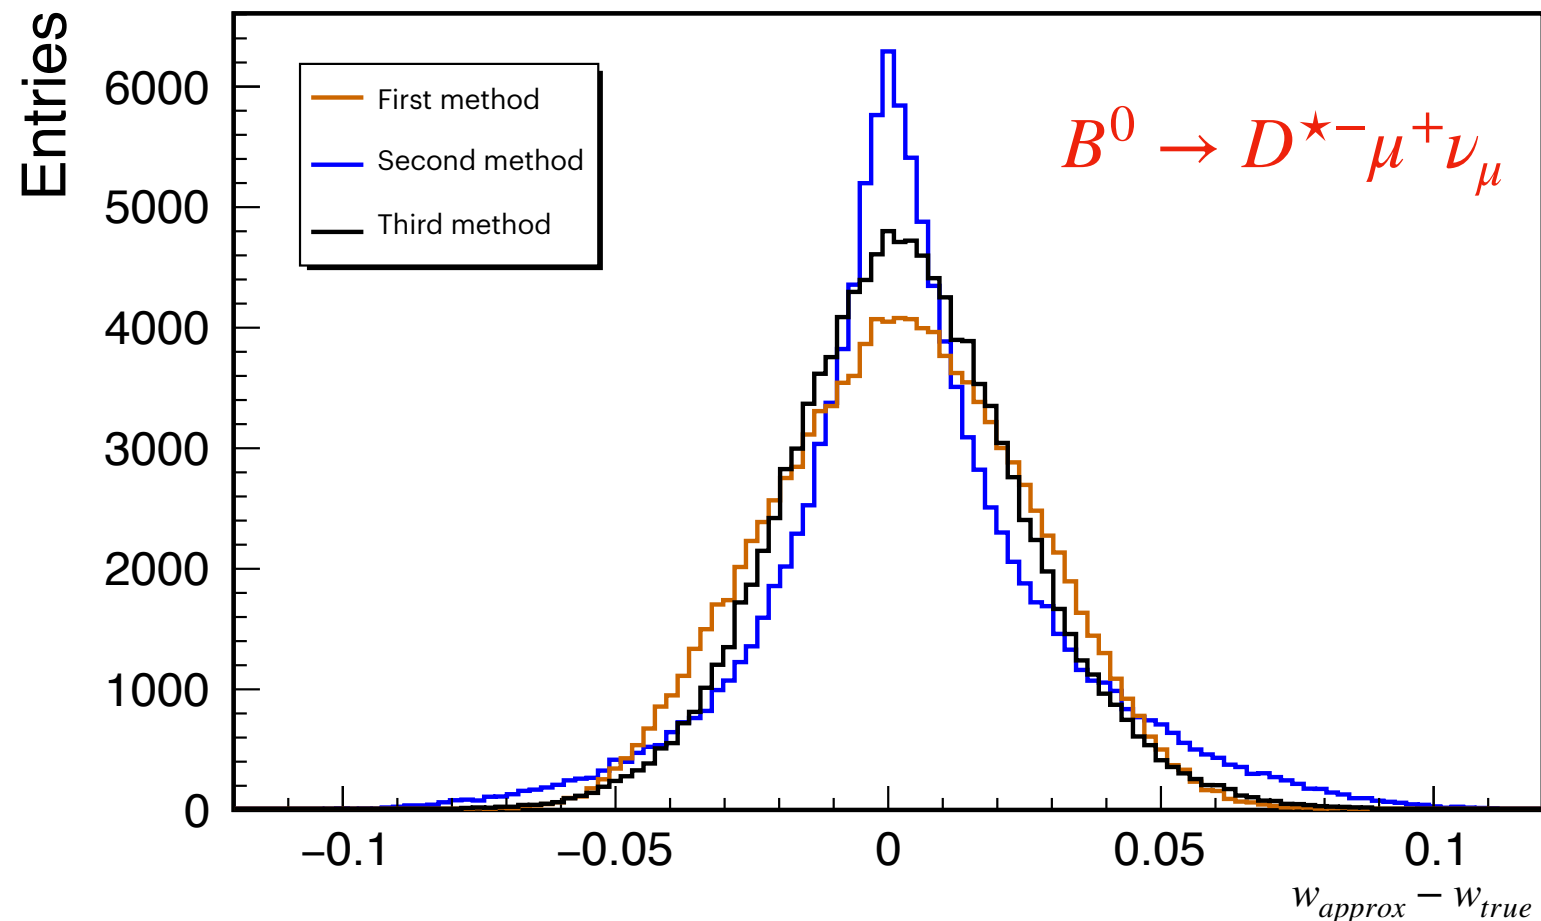 Entries
6000
5000
4000
3000
2000
1000
0
First method
Second method
Third method
B⁰ → D⋆−μ⁺ν_μ
−0.1 −0.05 0 0.05 0.1
w_approx − w_true